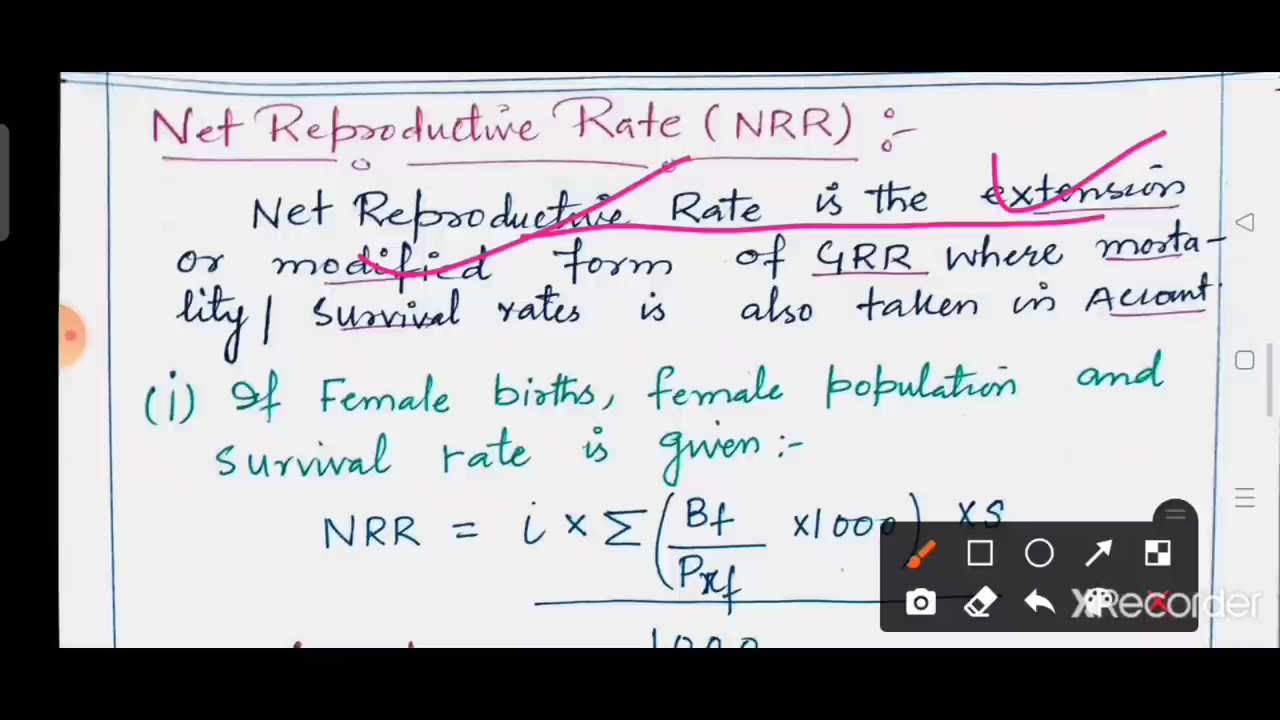 Net Reproductive Rate (NRR) :-
Net Reproductive Rate is the extension
or modified form of GRR where morta-
lity/ Survival rates is also taken in Account.
(i) If Female births, female population and
Survival rate is given :-
NRR = i × Σ (Bf / Pxf ×1000) ×S
1000
XRecorder